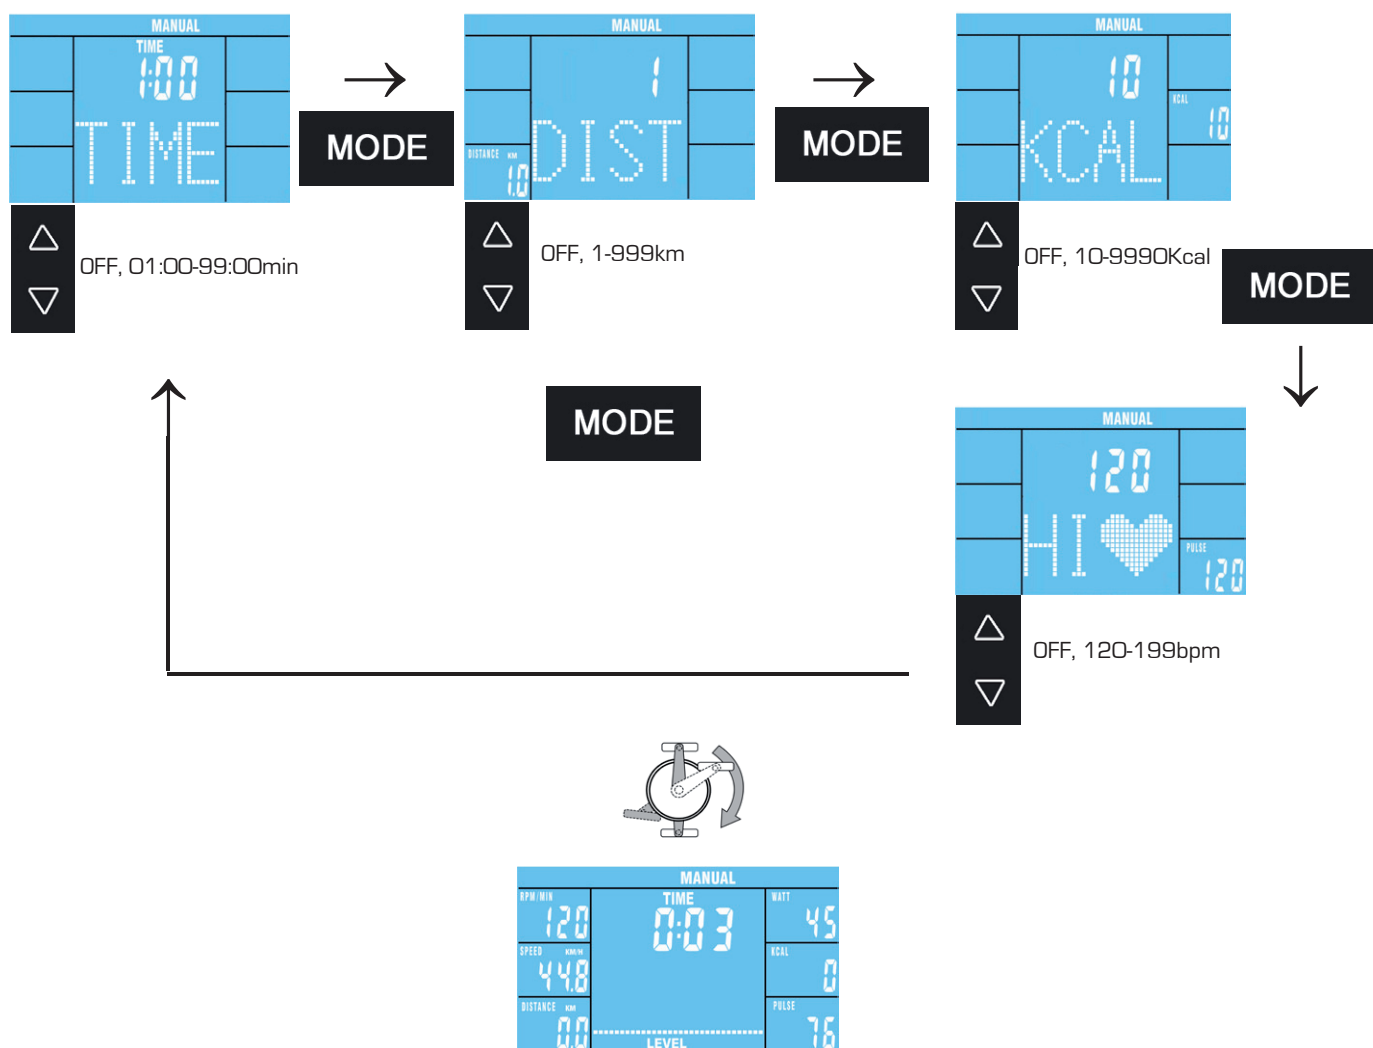 MANUAL
TIME
1:00
TIME
OFF, 01:00-99:00min
MODE
MANUAL
1
DIST
DISTANCE KM
1.0
OFF, 1-999km
MODE
MANUAL
10
KCAL
KCAL
10
OFF, 10-9990Kcal
MODE
MODE
MANUAL
120
HI
PULSE
120
OFF, 120-199bpm
MANUAL
RPM/MIN
120
TIME
0:03
WATT
45
SPEED KM/H
44.8
KCAL
0
DISTANCE KM
0.0
PULSE
76
LEVEL